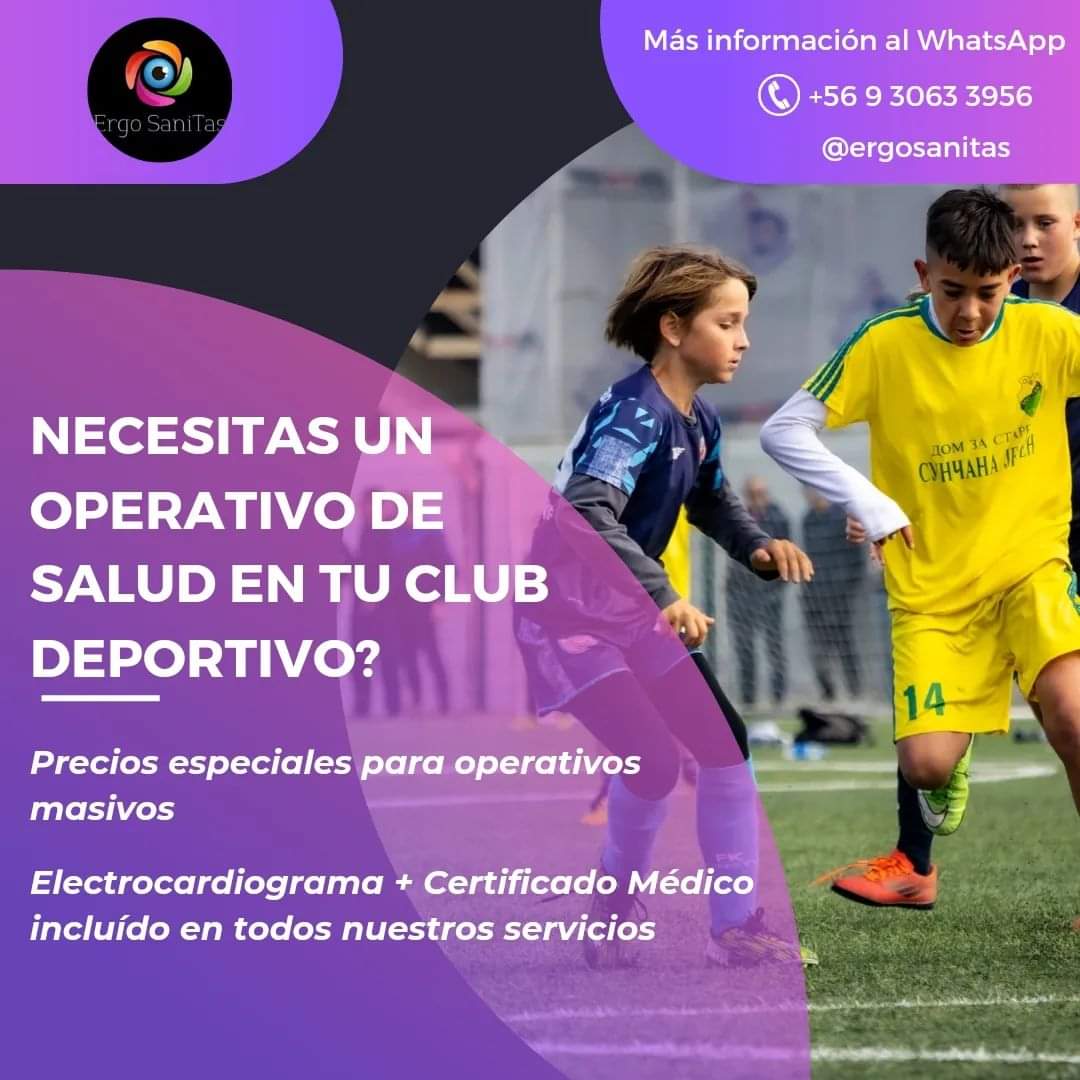 Ergo SaniTas
Más información al WhatsApp
+56 9 3063 3956
@ergosanitas
NECESITAS UN
OPERATIVO DE
SALUD EN TU CLUB
DEPORTIVO?
Precios especiales para operativos
masivos
Electrocardiograma + Certificado Médico
incluído en todos nuestros servicios
ДОМ ЗА СТАРЕ
СУНЧАНА
14